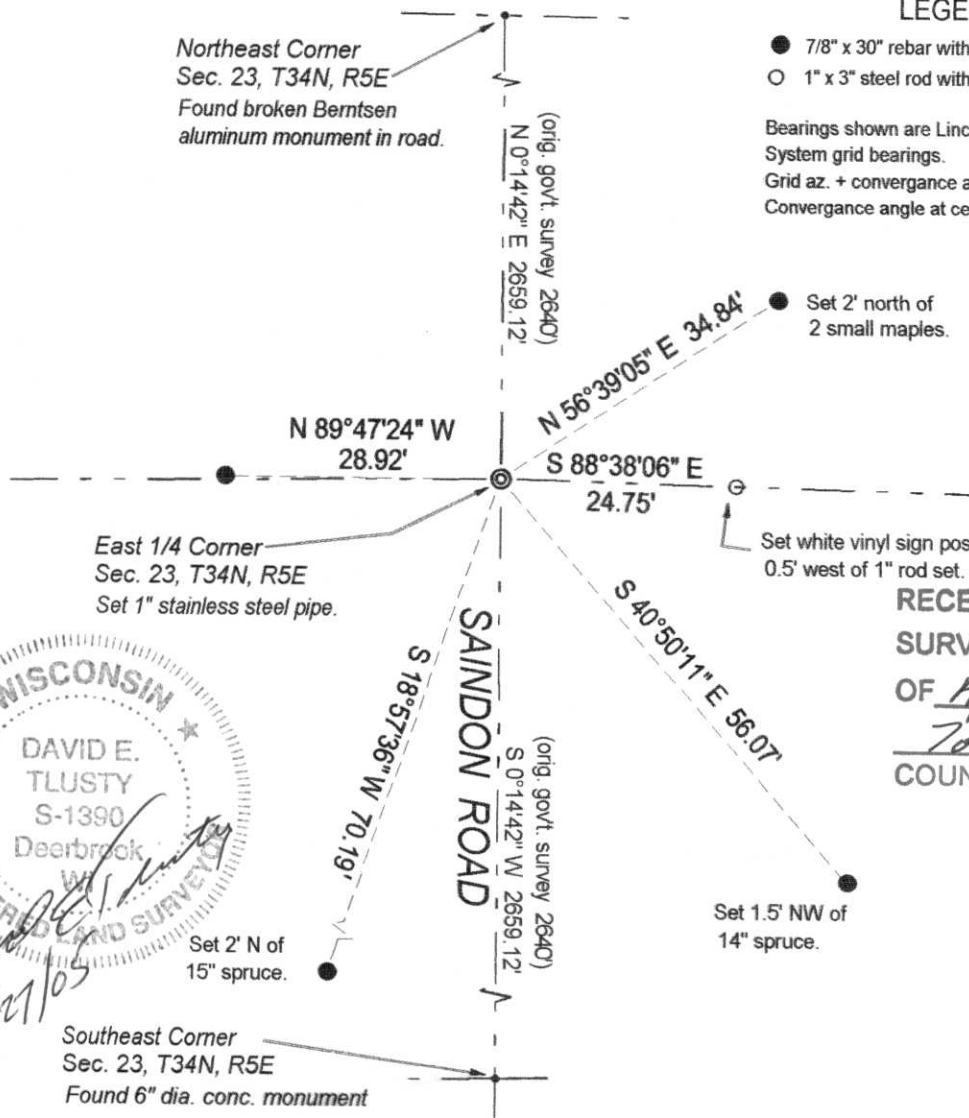 LEGE
Northeast Corner
Sec. 23, T34N, R5E
Found broken Berntsen
aluminum monument in road.
7/8" x 30" rebar with
1" x 3" steel rod with
Bearings shown are Linc
System grid bearings.
Grid az. + convergance a
Convergance angle at ce
(orig. gov't. survey 2640')
N 0°14'42" E 2659.12'
Set 2' north of
2 small maples.
N 56°39'05" E 34.84'
N 89°47'24" W
28.92'
S 88°38'06" E
24.75'
East 1/4 Corner
Sec. 23, T34N, R5E
Set 1" stainless steel pipe.
Set white vinyl sign pos
0.5' west of 1" rod set.
RECE
SURV
OF
COUN
S 40°50'11" E 56.07'
S 18°57'36" W 70.19'
SAINDON ROAD
(orig. gov't. survey 2640')
S 0°14'42" W 2659.12'
WISCONSIN
DAVID E.
TLUSTY
S-1390
Deerbrook
WI
LAND SURVEYOR
27/05
Set 2' N of
15" spruce.
Set 1.5' NW of
14" spruce.
Southeast Corner
Sec. 23, T34N, R5E
Found 6" dia. conc. monument